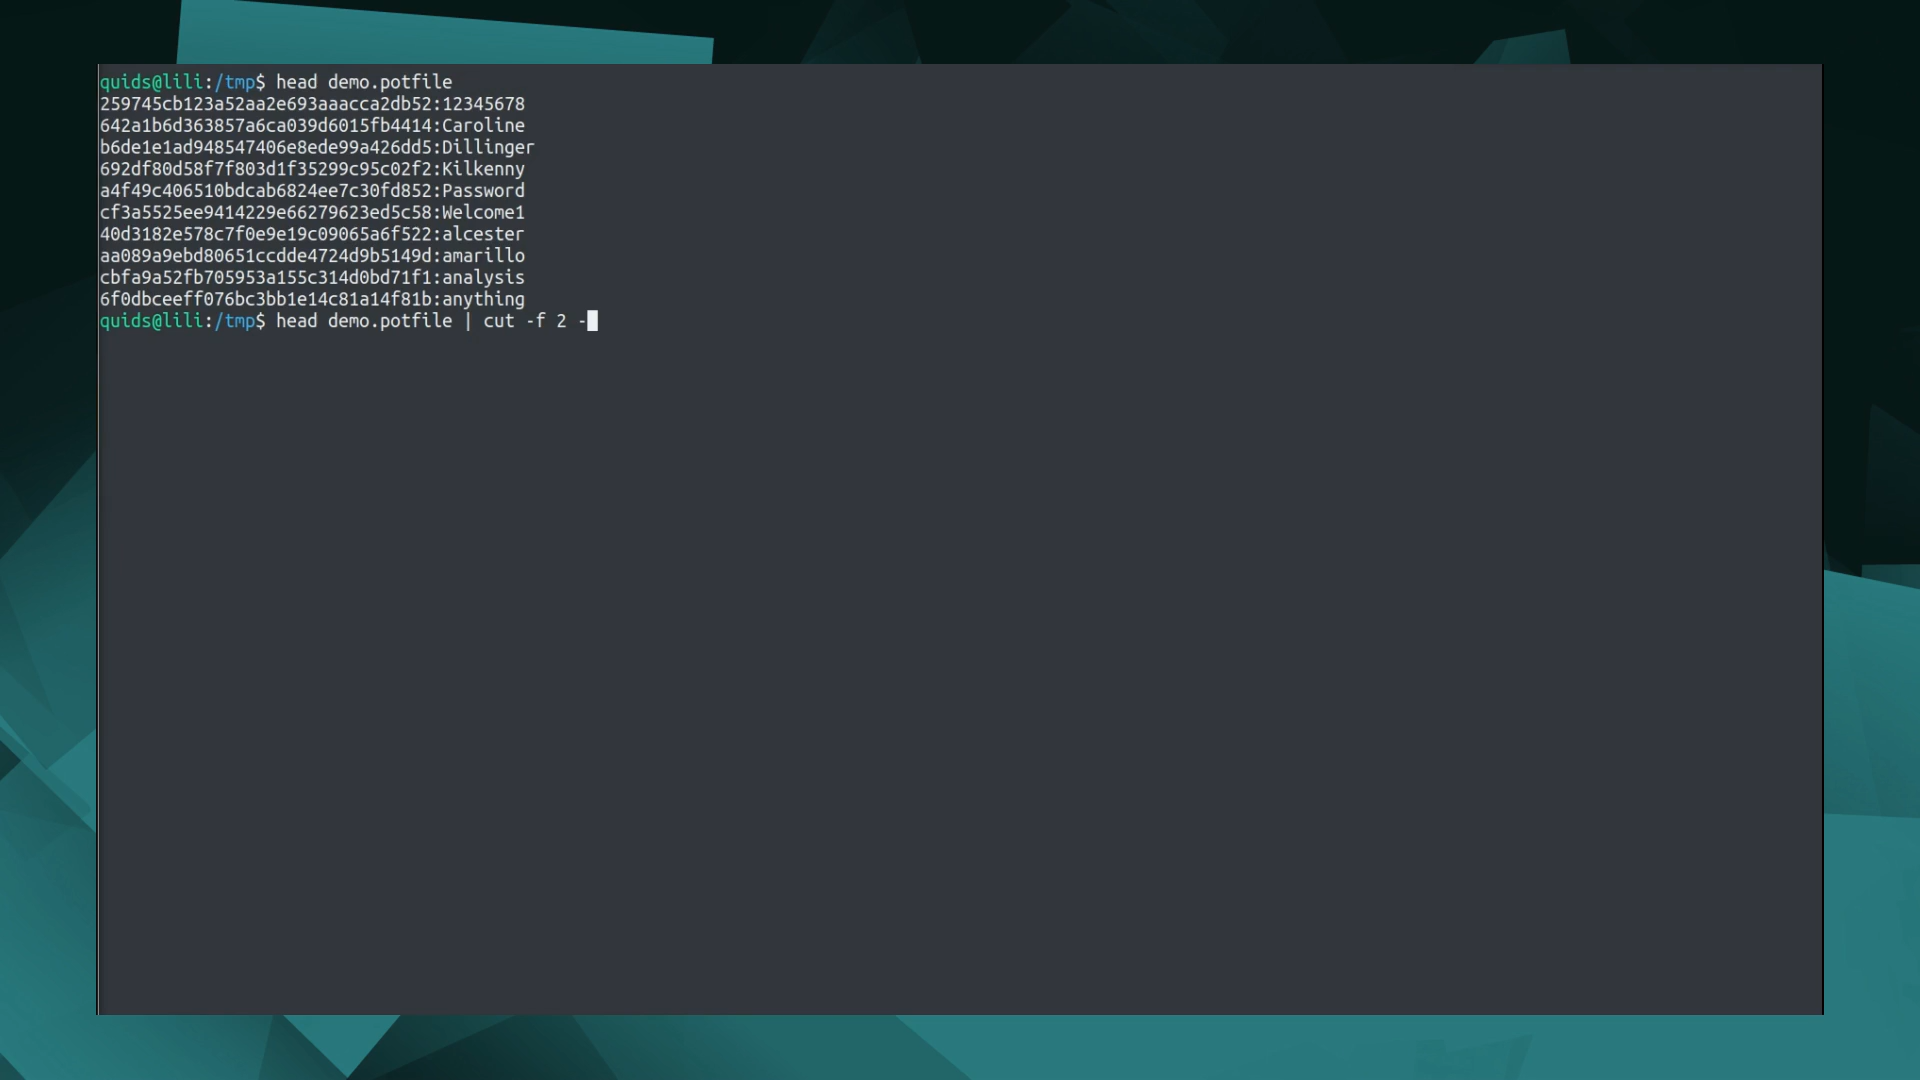 quids@lili:/tmp$ head demo.potfile
259745cb123a52aa2e693aaacca2db52:12345678
642a1b6d363857a6ca039d6015fb4414:Caroline
b6de1e1ad948547406e8ede99a426dd5:Dillinger
692df80d58f7f803d1f35299c95c02f2:Kilkenny
a4f49c406510bdcab6824ee7c30fd852:Password
cf3a5525ee9414229e66279623ed5c58:Welcome1
40d3182e578c7f0e9e19c09065a6f522:alcester
aa089a9ebd80651ccdde4724d9b5149d:amarillo
cbfa9a52fb705953a155c314d0bd71f1:analysis
6f0dbceeff076bc3bb1e14c81a14f81b:anything
quids@lili:/tmp$ head demo.potfile | cut -f 2 -